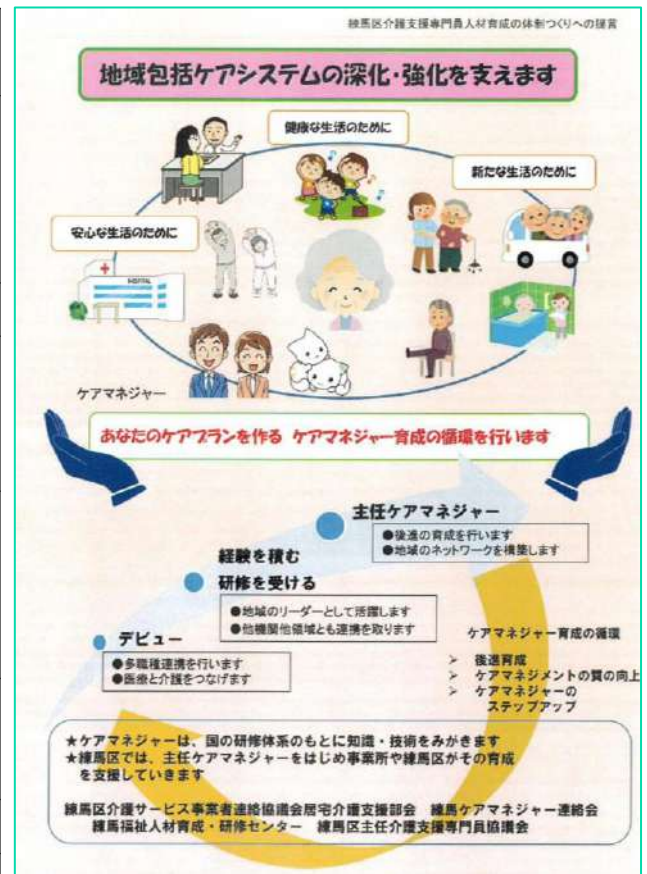 練馬区介護支援専門員人材育成の体制つくりへの提言
地域包括ケアシステムの深化・強化を支えます
健康な生活のために
新たな生活のために
安心な生活のために
HOSPITAL
ケアマネジャー
あなたのケアプランを作る ケアマネジャー育成の循環を行います
主任ケアマネジャー
●後進の育成を行います
●地域のネットワークを構築します
経験を積む
研修を受ける
●地域のリーダーとして活躍します
●他機関他領域とも連携を取ります
デビュー
●多職種連携を行います
●医療と介護をつなげます
ケアマネジャー育成の循環
➢ 後進育成
➢ ケアマネジメントの質の向上
➢ ケアマネジャーの
ステップアップ
★ケアマネジャーは、国の研修体系のもとに知識・技術をみがきます
★練馬区では、主任ケアマネジャーをはじめ事業所や練馬区がその育成
を支援していきます
練馬区介護サービス事業者連絡協議会居宅介護支援部会 練馬ケアマネジャー連絡会
練馬福祉人材育成・研修センター 練馬区主任介護支援専門員協議会